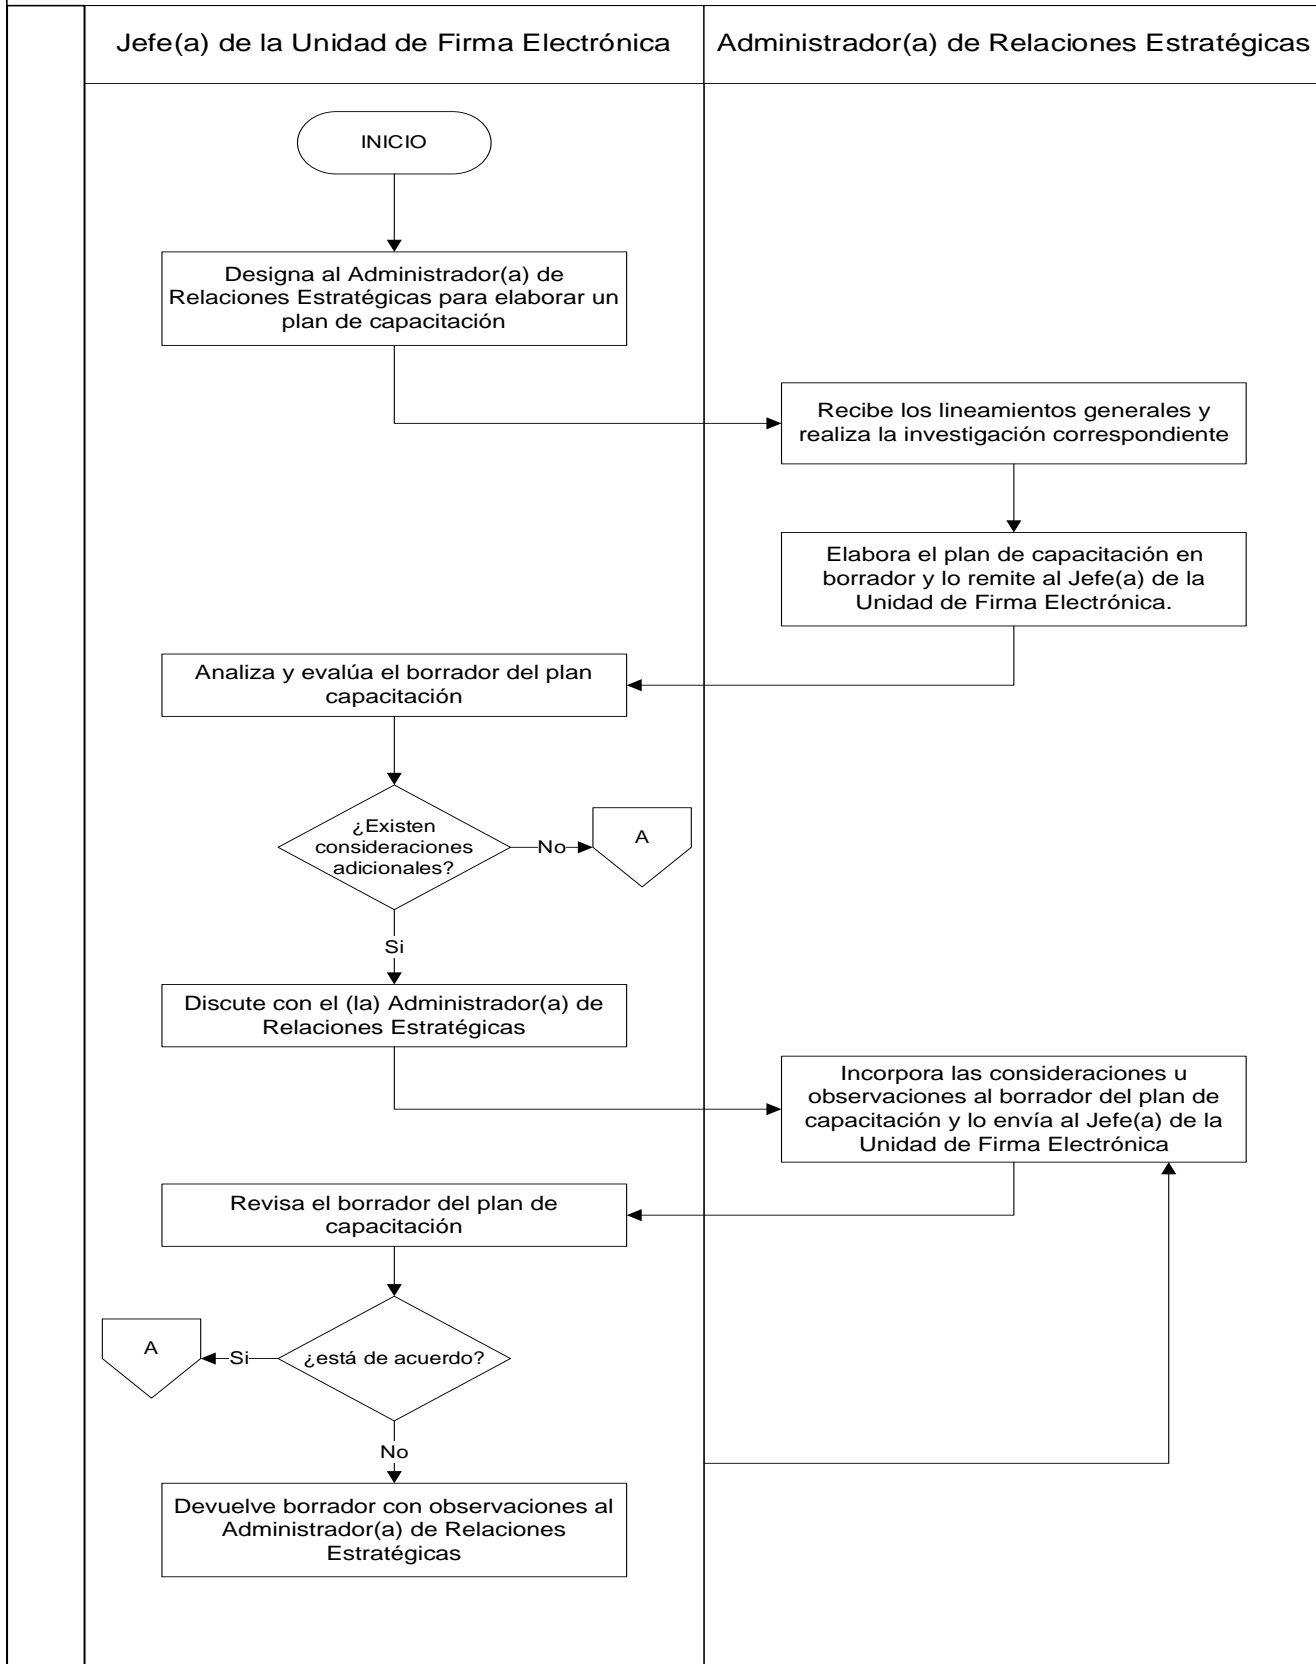 Jefe(a) de la Unidad de Firma Electrónica
Administrador(a) de Relaciones Estratégicas
INICIO
Designa al Administrador(a) de
Relaciones Estratégicas para elaborar un
plan de capacitación
Recibe los lineamientos generales y
realiza la investigación correspondiente
Elabora el plan de capacitación en
borrador y lo remite al Jefe(a) de la
Unidad de Firma Electrónica.
Analiza y evalúa el borrador del plan
capacitación
¿Existen
consideraciones
adicionales?
No
A
Si
Discute con el (la) Administrador(a) de
Relaciones Estratégicas
Incorpora las consideraciones u
observaciones al borrador del plan de
capacitación y lo envía al Jefe(a) de la
Unidad de Firma Electrónica
Revisa el borrador del plan de
capacitación
A
Si
¿está de acuerdo?
No
Devuelve borrador con observaciones al
Administrador(a) de Relaciones
Estratégicas